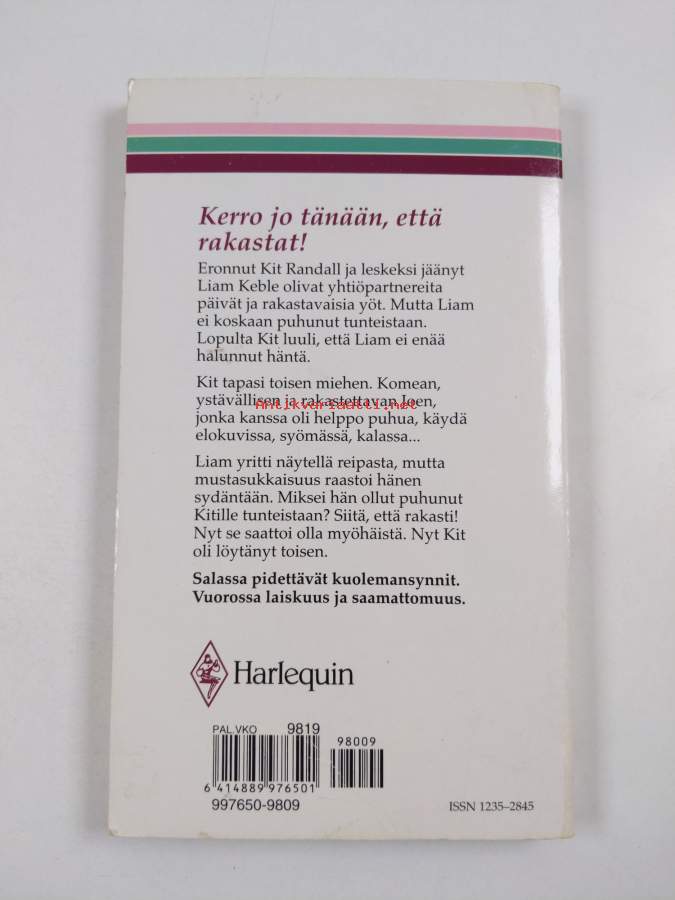 Kerro jo tänään, että
rakastat!
Eronnut Kit Randall ja leskeksi jäänyt
Liam Keble olivat yhtiöpartnereita
päivät ja rakastavaisia yöt. Mutta Liam
ei koskaan puhunut tunteistaan.
Lopulta Kit luuli, että Liam ei enää
halunnut häntä.
Kit tapasi toisen miehen. Komean,
ystävällisen ja rakastettavan Joen,
Antikvariaatti.net
jonka kanssa oli helppo puhua, käydä
elokuvissa, syömässä, kalassa...
Liam yritti näytellä reipasta, mutta
mustasukkaisuus raastoi hänen
sydäntään. Miksei hän ollut puhunut
Kitille tunteistaan? Siitä, että rakasti!
Nyt se saattoi olla myöhäistä. Nyt Kit
oli löytänyt toisen.
Salassa pidettävät kuolemansynnit.
Vuorossa laiskuus ja saamattomuus.
Harlequin
PAL.VKO 9819
98009
6 414889 976501
997650-9809
ISSN 1235-2845